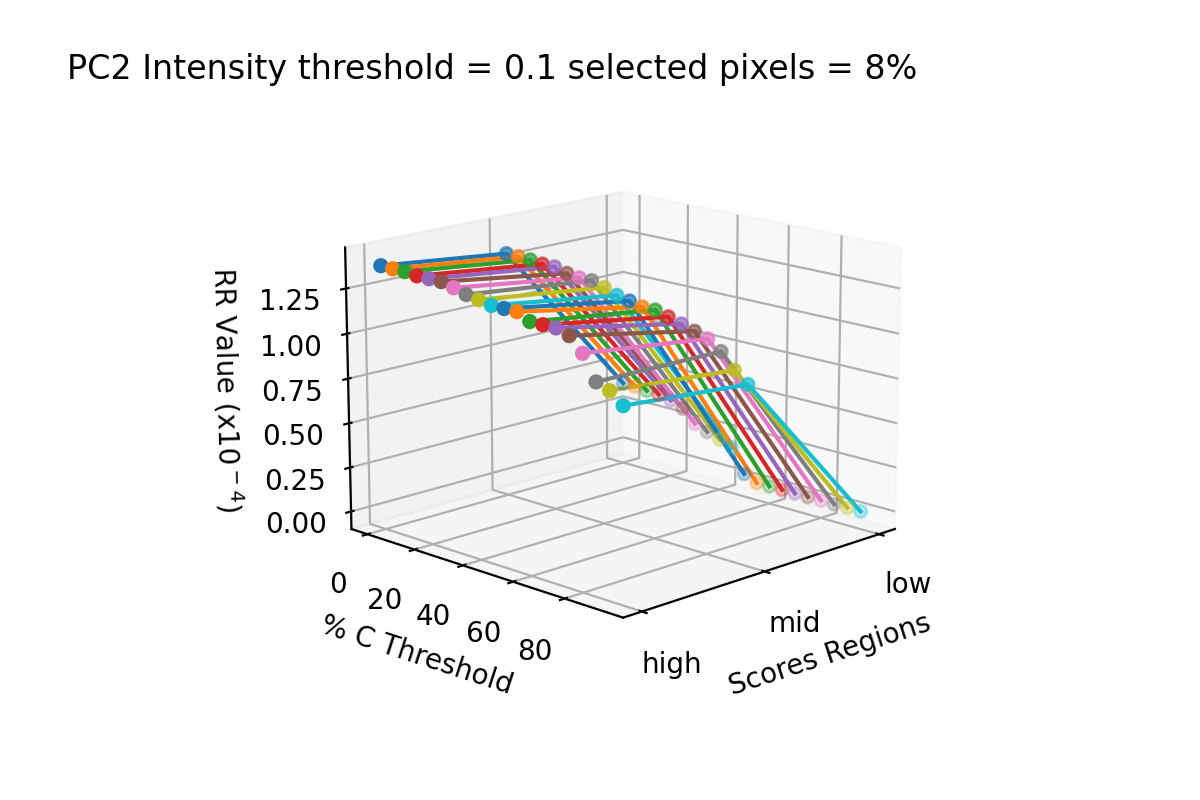 PC2 Intensity threshold = 0.1 selected pixels = 8%
RR Value (x10⁻⁴)
1.25
1.00
0.75
0.50
0.25
0.00
0
20
40
60
80
% C Threshold
high
mid
low
Scores Regions